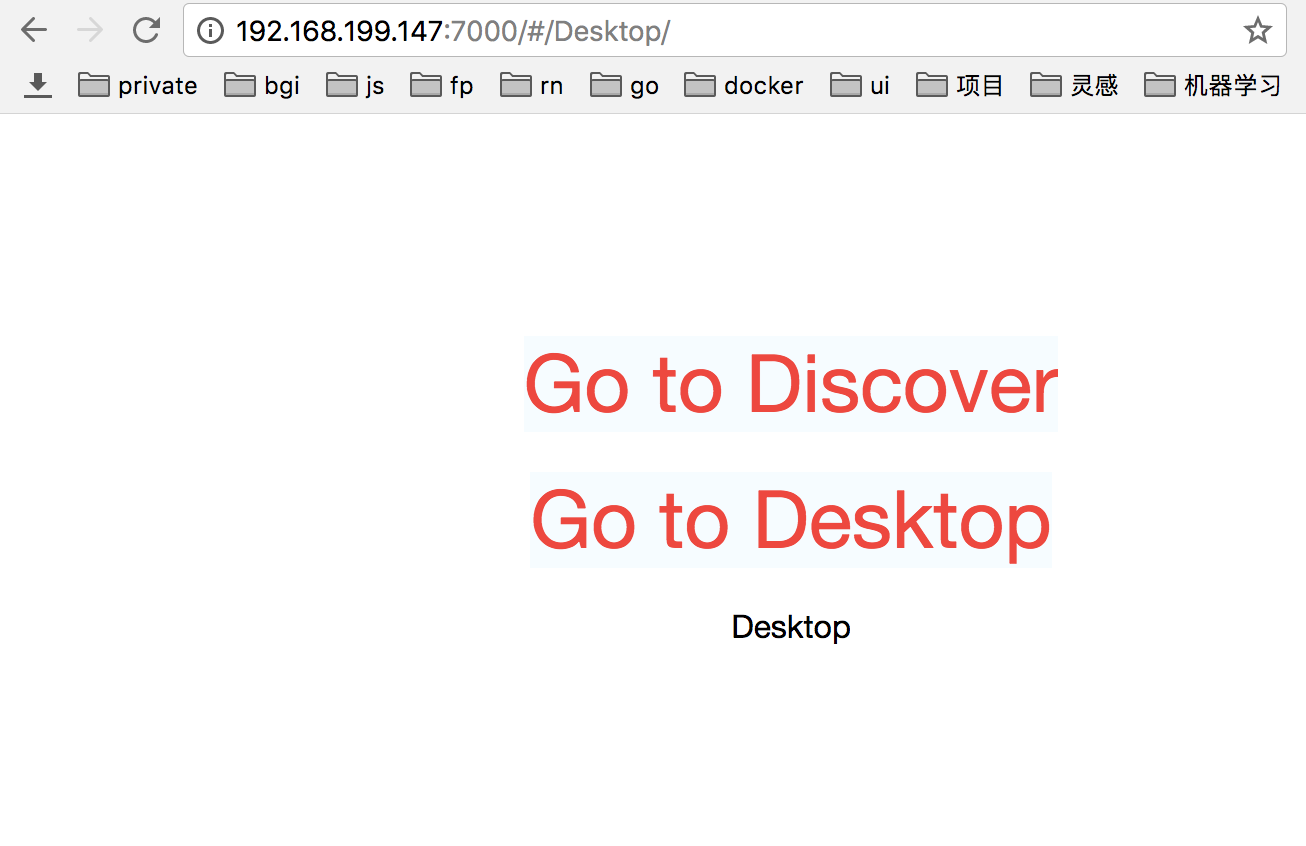 192.168.199.147:7000/#/Desktop/
private bgi js fp rn go docker ui 项目 灵感 机器学习
Go to Discover
Go to Desktop
Desktop